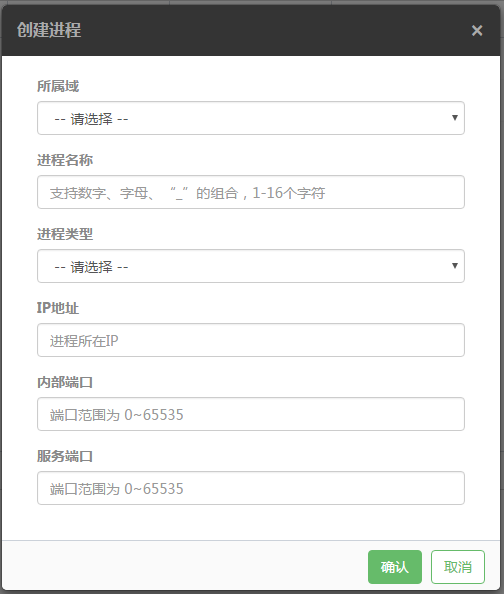 创建进程 ×
所属域
-- 请选择 --
进程名称
支持数字、字母、“_”的组合，1-16个字符
进程类型
-- 请选择 --
IP地址
进程所在IP
内部端口
端口范围为 0~65535
服务端口
端口范围为 0~65535
确认 取消